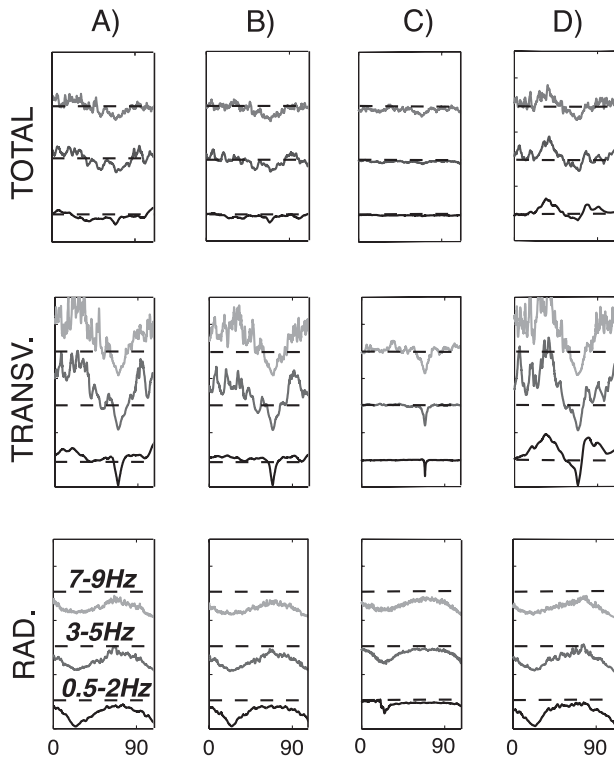 A) B) C) D)
TOTAL
TRANSV.
RAD.
7-9Hz
3-5Hz
0.5-2Hz
0 90 0 90 0 90 0 90